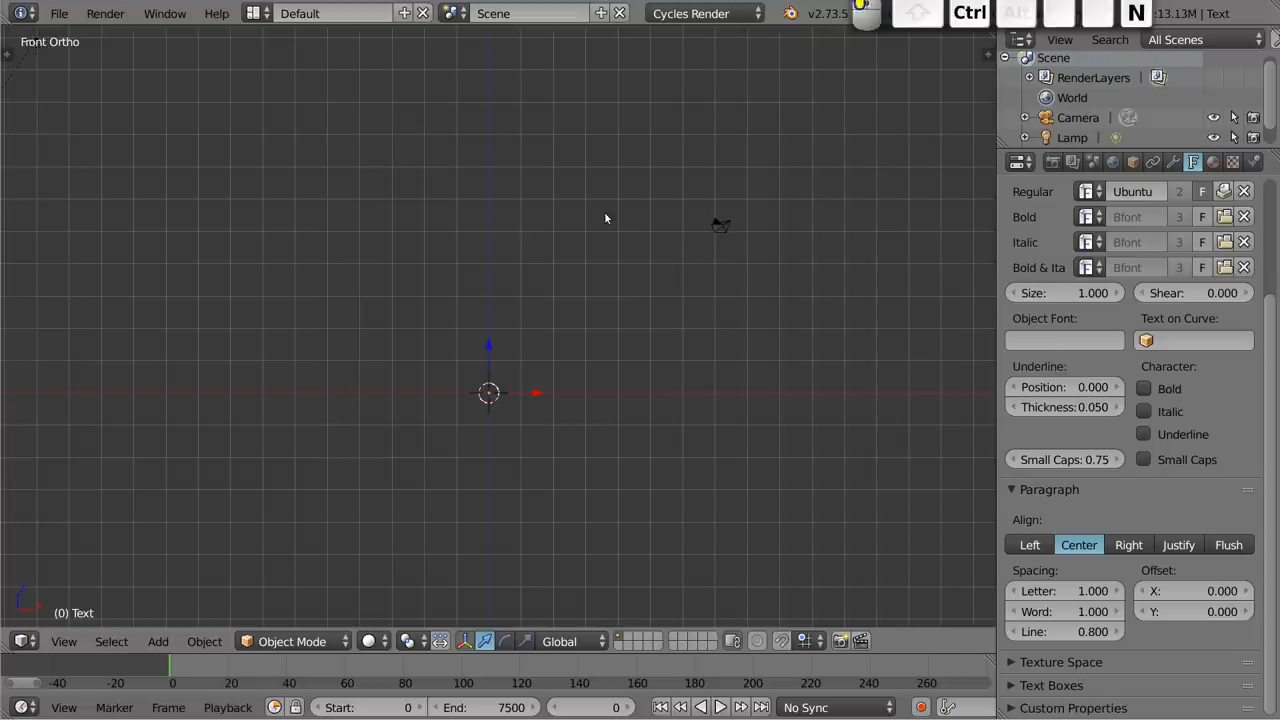 File Render Window Help Default Scene Cycles Render v2.73.5 Ctrl Alt N :13.13M | Text
Front Ortho
View Search All Scenes
Scene
RenderLayers
World
Camera
Lamp
Regular Ubuntu 2 F
Bold Bfont 3 F
Italic Bfont 3 F
Bold & Ita Bfont 3 F
Size: 1.000 Shear: 0.000
Object Font: Text on Curve:
Underline: Character:
Position: 0.000 Bold
Thickness:0.050 Italic
Underline
Small Caps: 0.75 Small Caps
Paragraph
Align:
Left Center Right Justify Flush
Spacing: Offset:
Letter: 1.000 X: 0.000
Word: 1.000 Y: 0.000
Line: 0.800
Texture Space
Text Boxes
Custom Properties
(0) Text
View Select Add Object Object Mode Global
-40 -20 0 20 40 60 80 100 120 140 160 180 200 220 240 260
View Marker Frame Playback Start: 0 End: 7500 0 No Sync